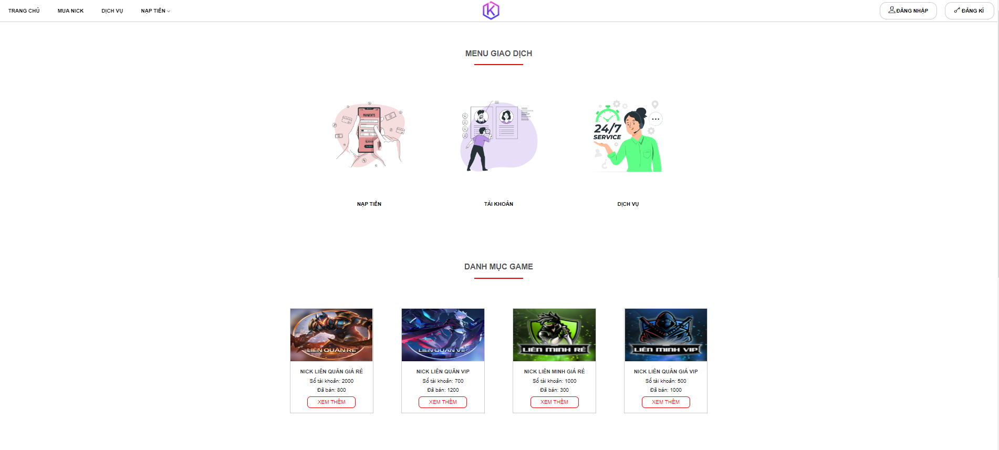 TRANG CHỦ
MUA NICK
DỊCH VỤ
NẠP TIỀN
ĐĂNG NHẬP
ĐĂNG KÍ
MENU GIAO DỊCH
PAYMENTS
$200
24/7
SERVICE
NẠP TIỀN
TÀI KHOẢN
DỊCH VỤ
DANH MỤC GAME
LIÊN QUÂN RẺ
LIÊN QUÂN VIP
LIÊN MINH RẺ
LIÊN MINH VIP
NICK LIÊN QUÂN GIÁ RẺ
Số tài khoản: 2000
Đã bán: 800
XEM THÊM
NICK LIÊN QUÂN VIP
Số tài khoản: 700
Đã bán: 1200
XEM THÊM
NICK LIÊN MINH GIÁ RẺ
Số tài khoản: 1000
Đã bán: 300
XEM THÊM
NICK LIÊN QUÂN GIÁ VIP
Số tài khoản: 500
Đã bán: 1000
XEM THÊM